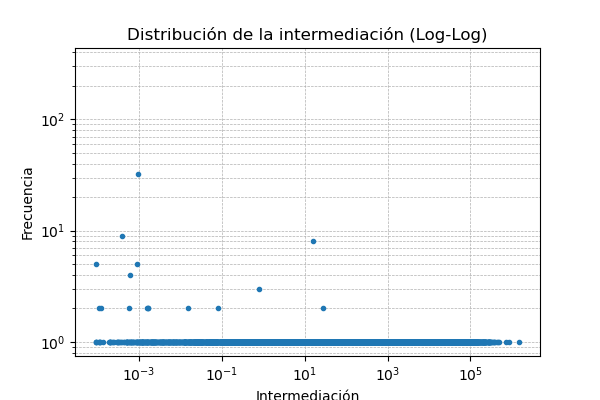 Distribución de la intermediación (Log-Log)
Frecuencia
10²
10¹
10⁰
10⁻³ 10⁻¹ 10¹ 10³ 10⁵
Intermediación